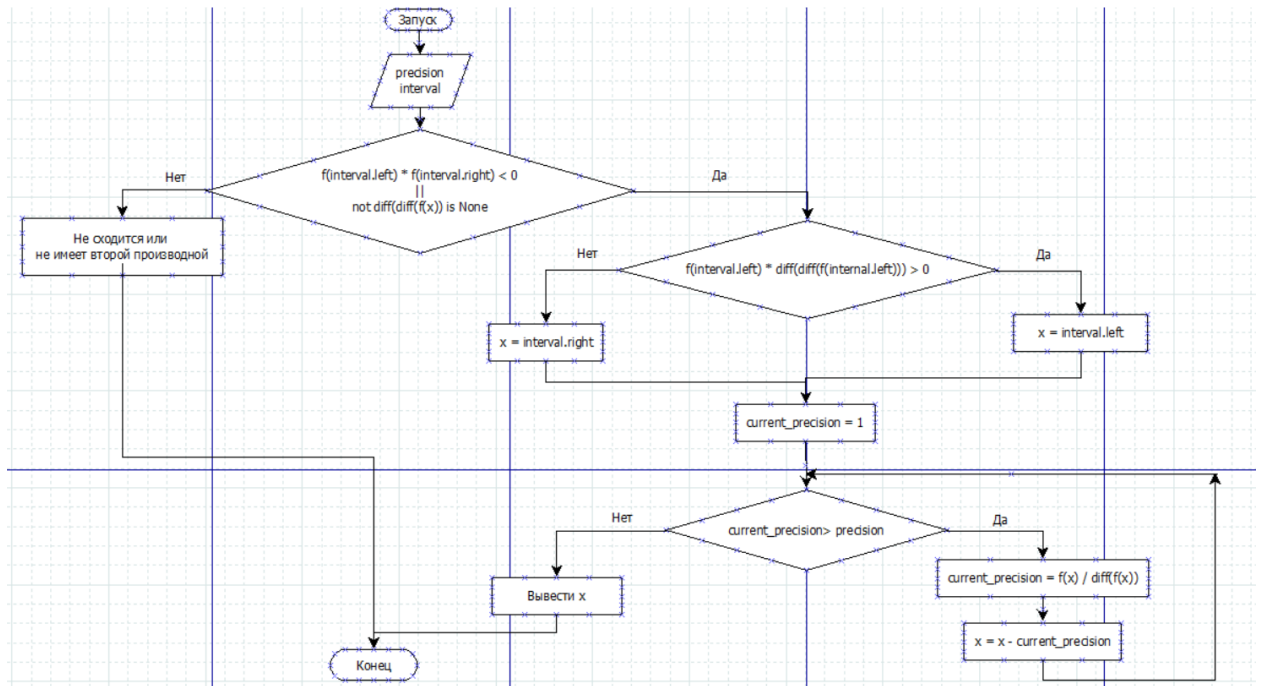 Запуск
precision
interval
f(interval.left) * f(interval.right) < 0
||
not diff(diff(f(x)) is None
Нет
Да
Не сходится или
не имеет второй производной
f(interval.left) * diff(diff(f(internal.left))) > 0
Нет
Да
x = interval.right
x = interval.left
current_precision = 1
current_precision> precision
Нет
Да
current_precision = f(x) / diff(f(x))
Вывести x
x = x - current_precision
Конец